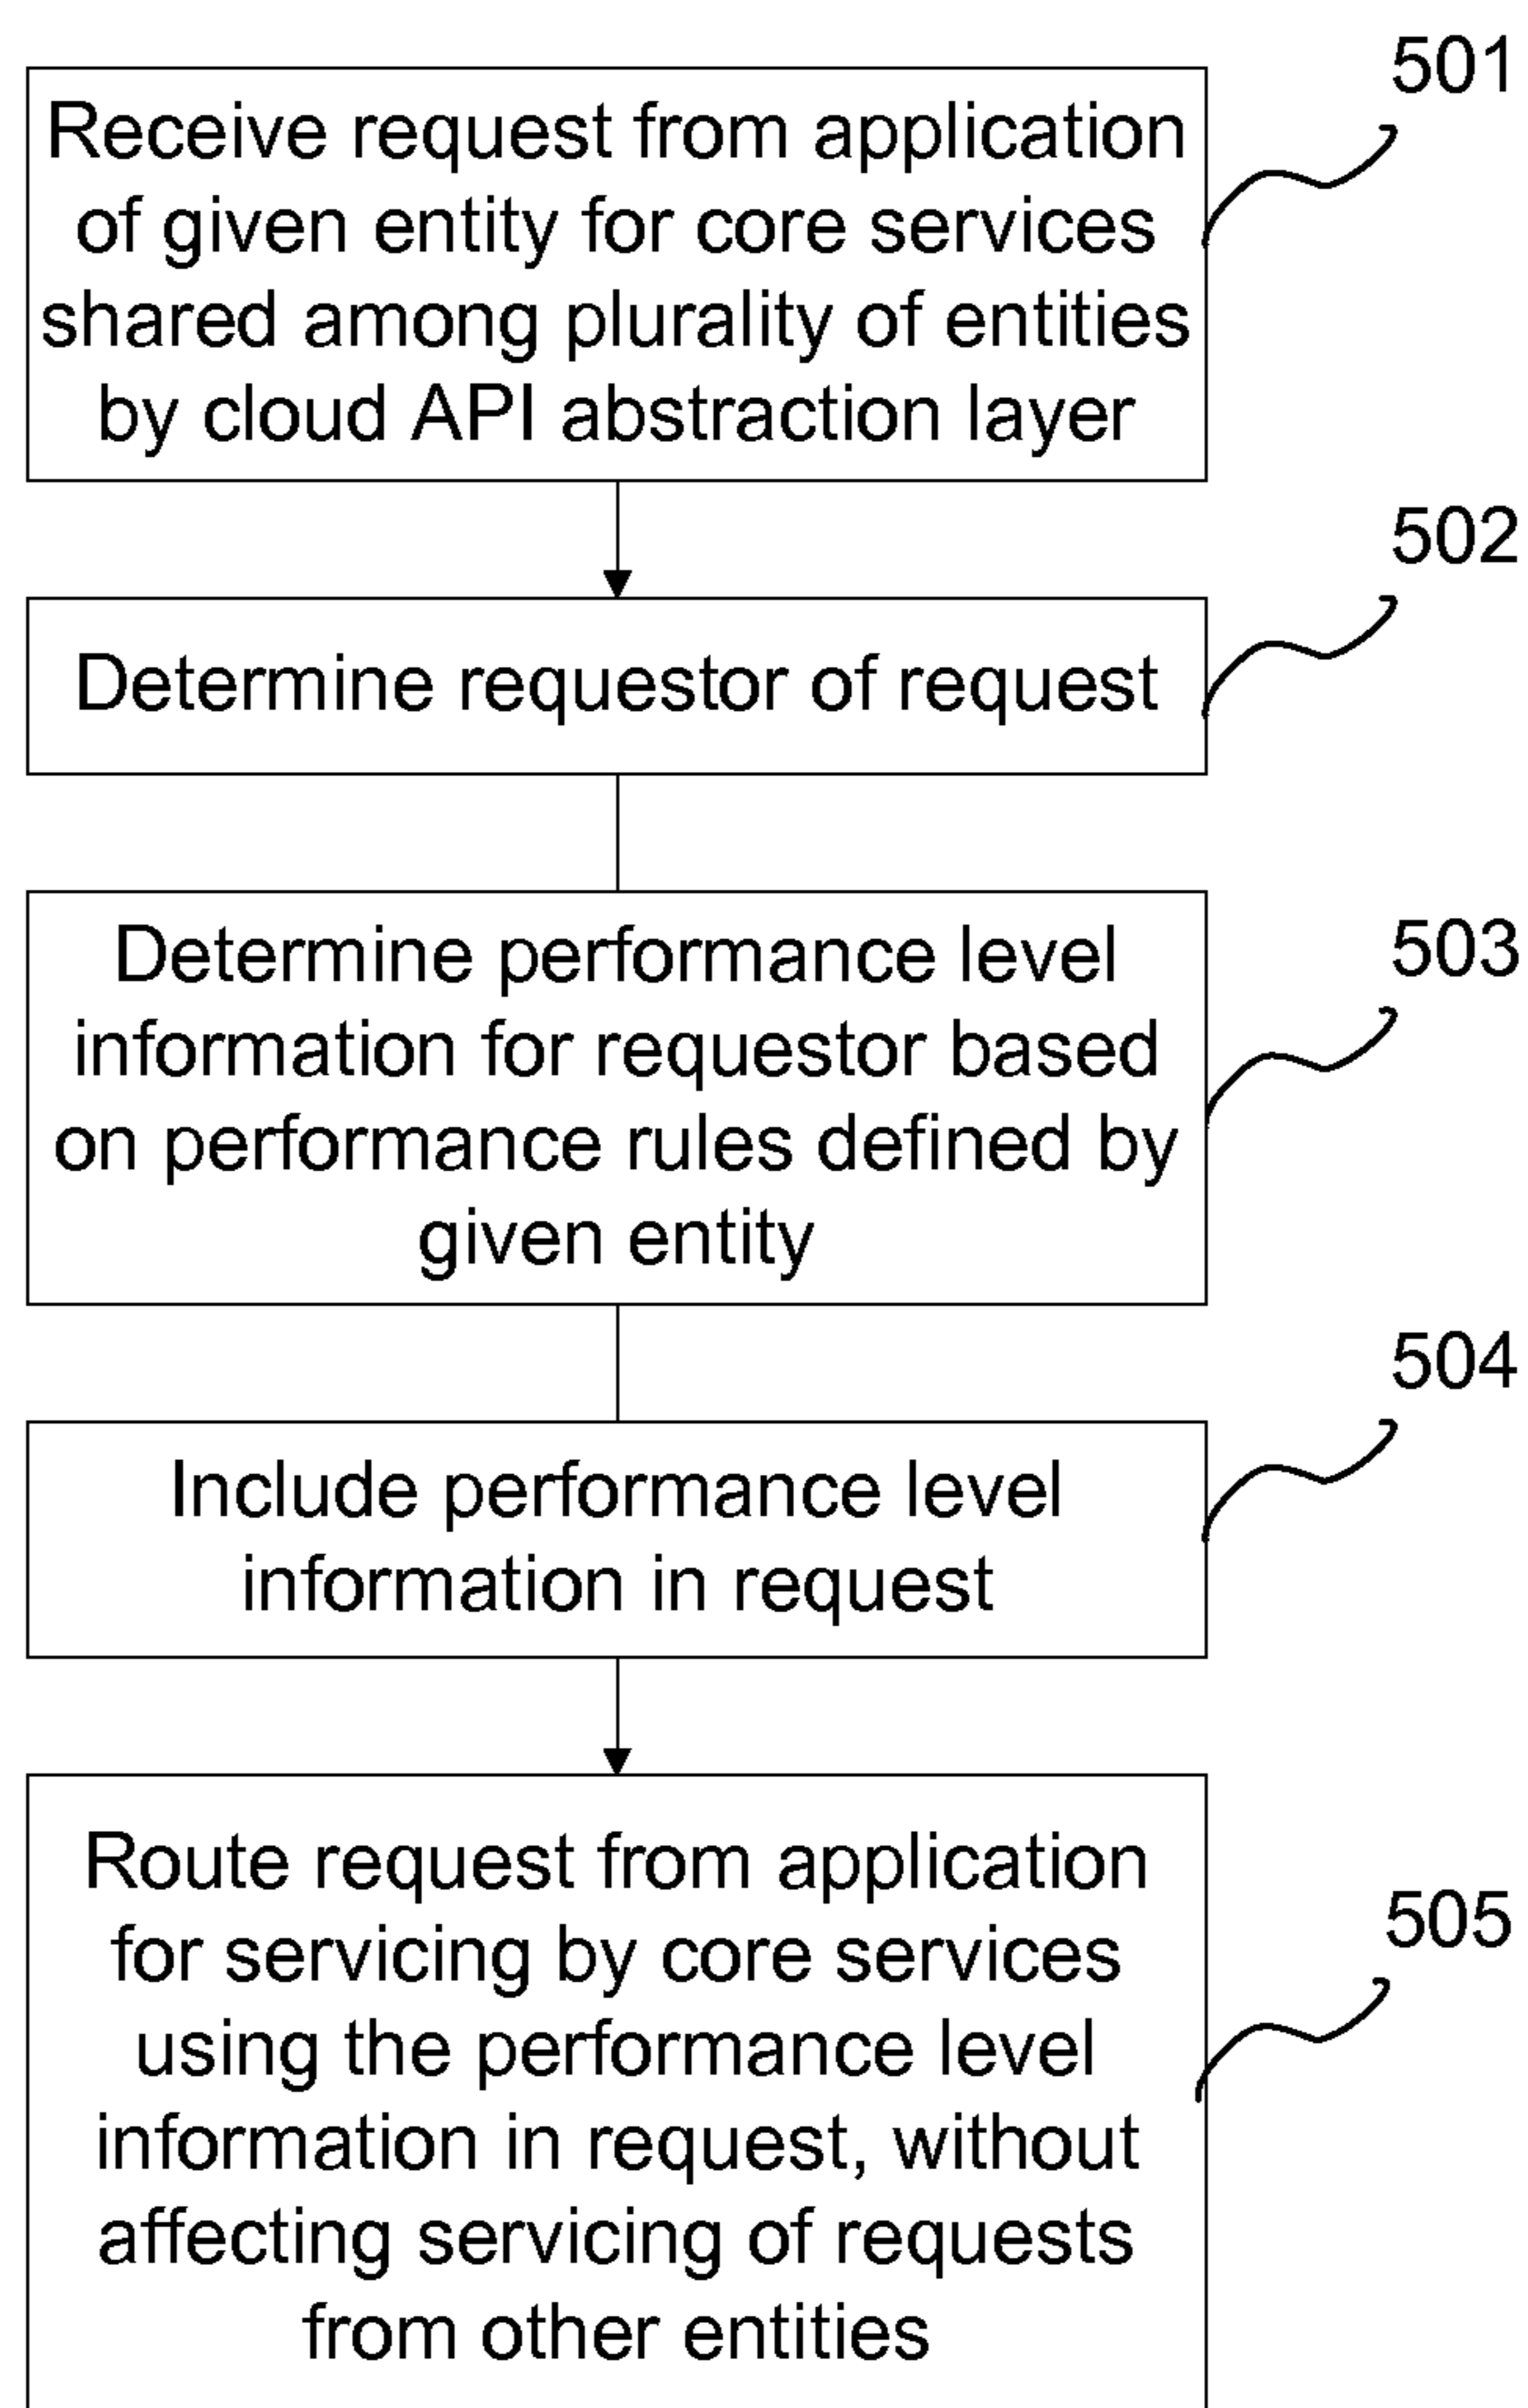 501
Receive request from application
of given entity for core services
shared among plurality of entities
by cloud API abstraction layer
502
Determine requestor of request
503
Determine performance level
information for requestor based
on performance rules defined by
given entity
504
Include performance level
information in request
505
Route request from application
for servicing by core services
using the performance level
information in request, without
affecting servicing of requests
from other entities